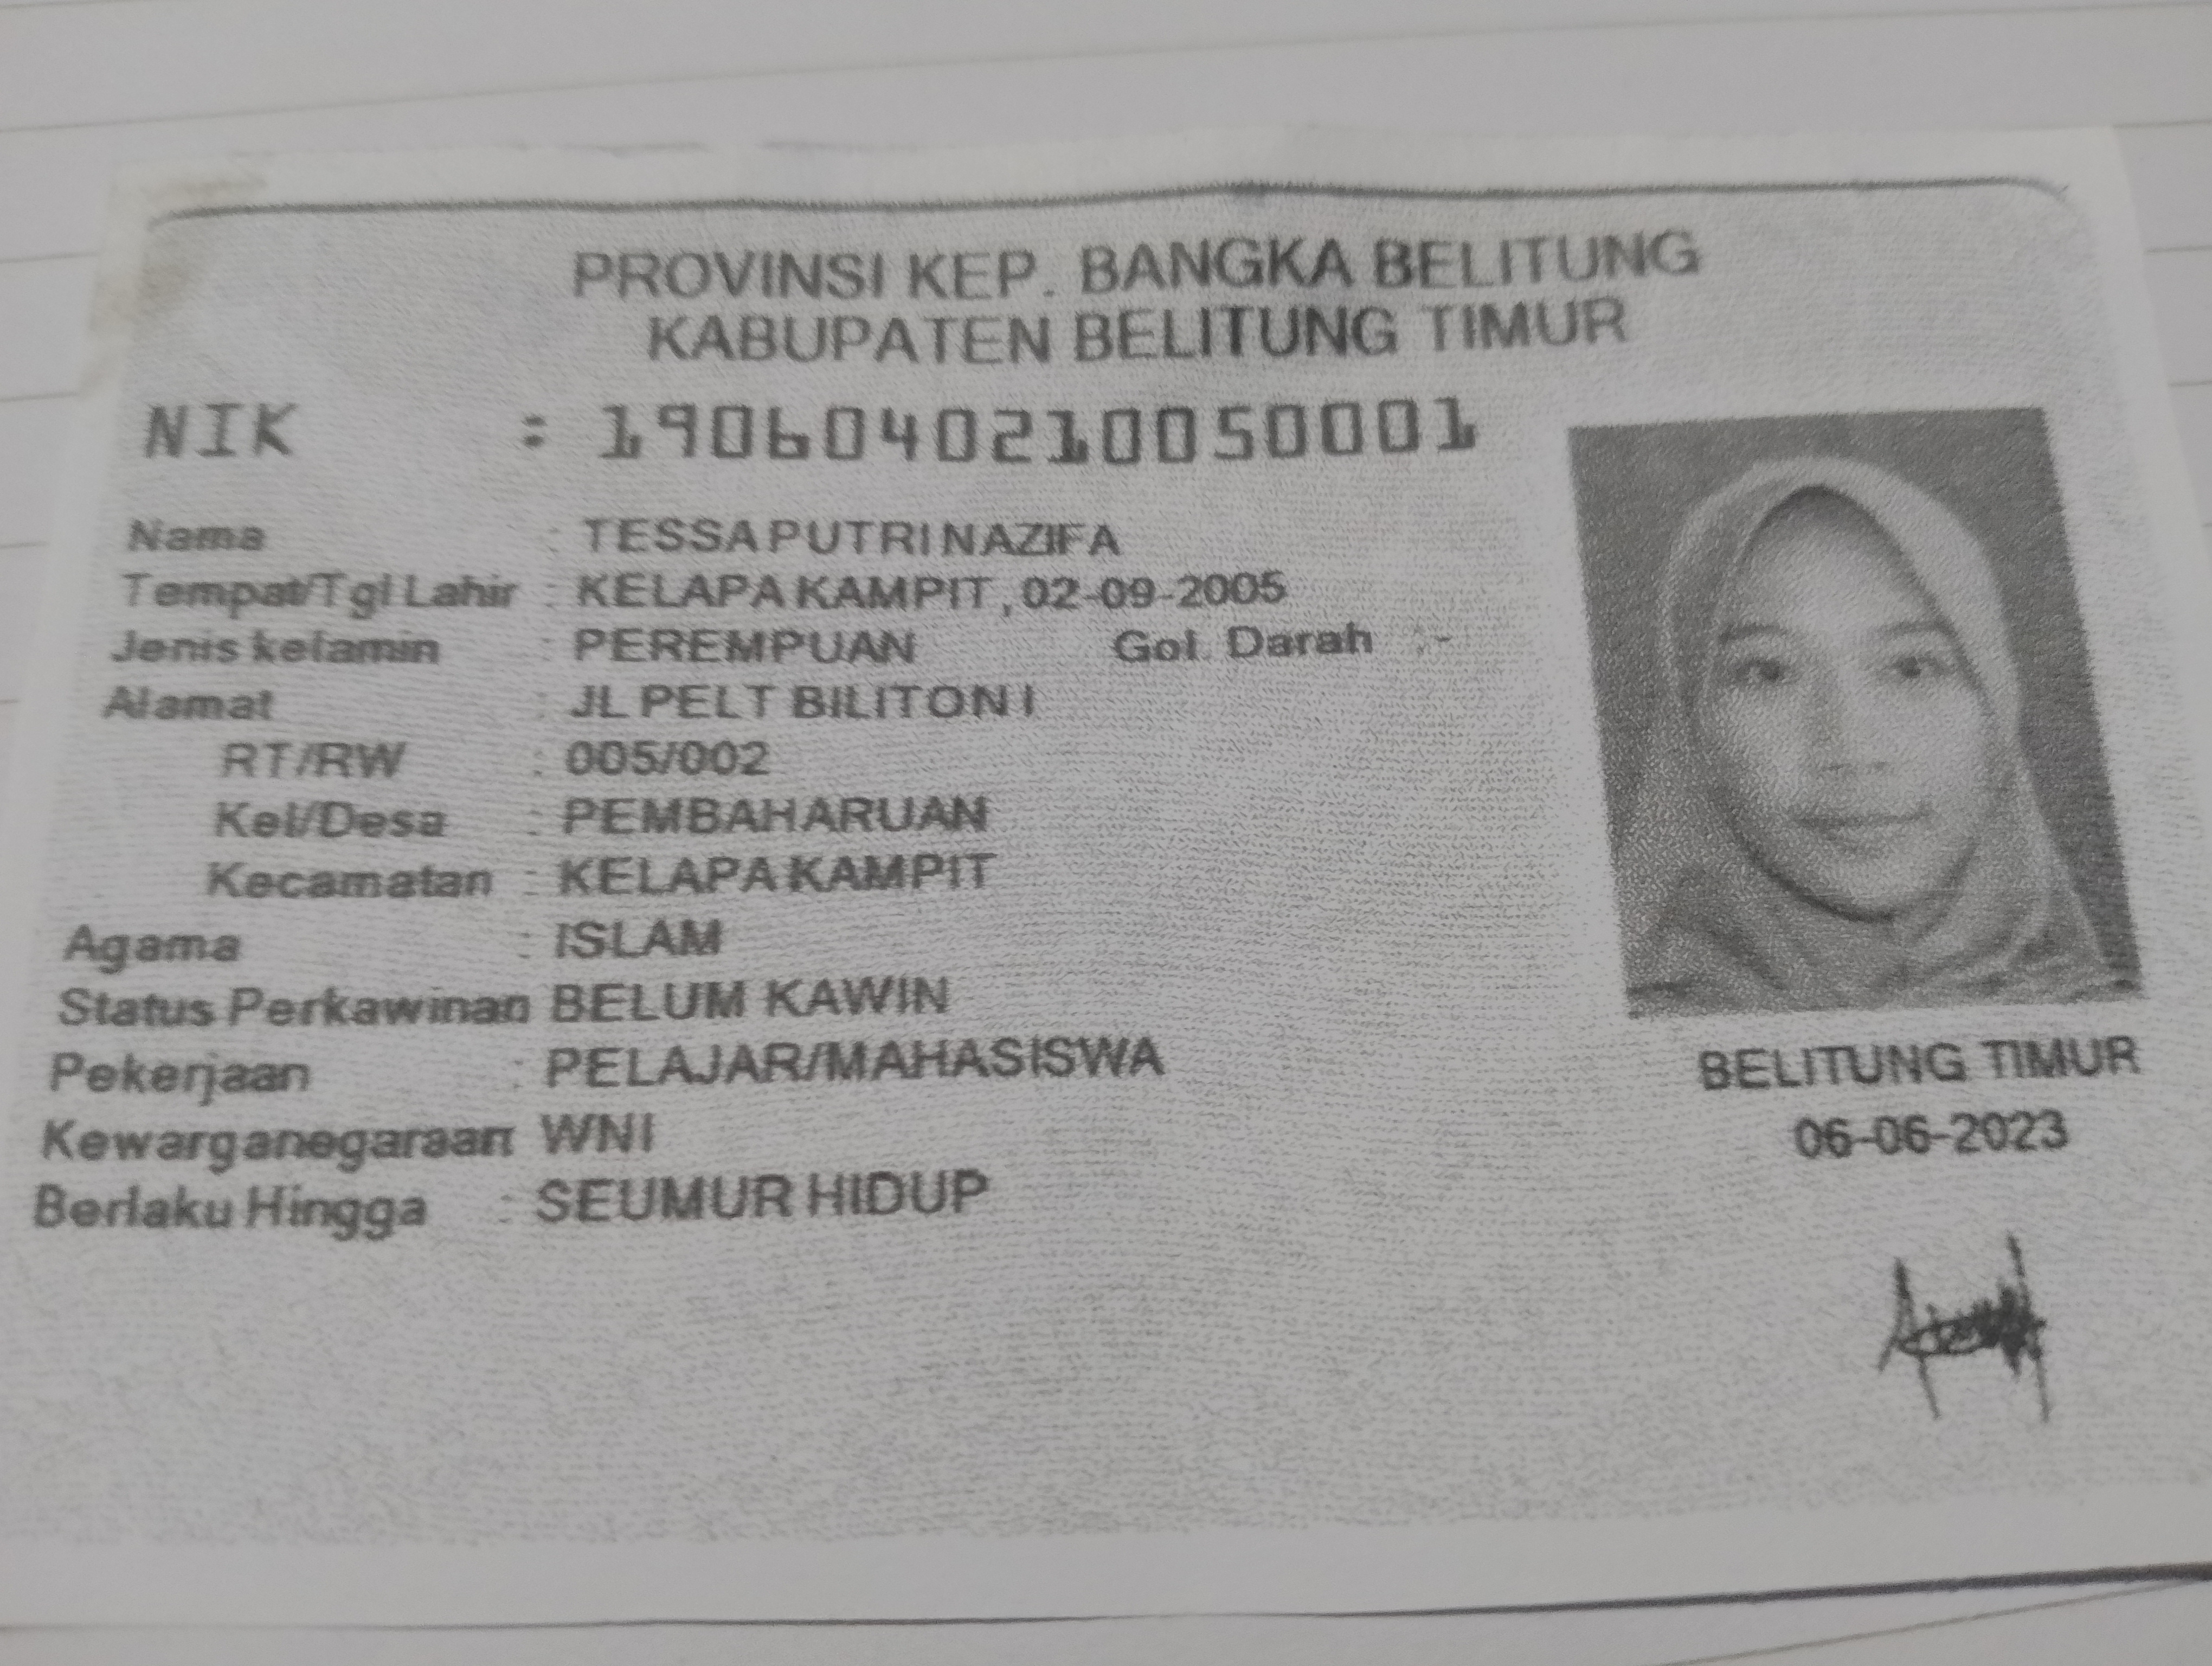 PROVINSI KEP. BANGKA BELITUNG
KABUPATEN BELITUNG TIMUR
NIK : 1906040210050001
Nama : TESSA PUTRI NAZIFA
Tempat/Tgl Lahir : KELAPA KAMPIT, 02-09-2005
Jenis kelamin : PEREMPUAN Gol. Darah : -
Alamat : JL PELT BILITON I
RT/RW : 005/002
Kel/Desa : PEMBAHARUAN
Kecamatan : KELAPA KAMPIT
Agama : ISLAM
Status Perkawinan BELUM KAWIN
Pekerjaan : PELAJAR/MAHASISWA
Kewarganegaraan WNI
Berlaku Hingga : SEUMUR HIDUP
BELITUNG TIMUR
06-06-2023